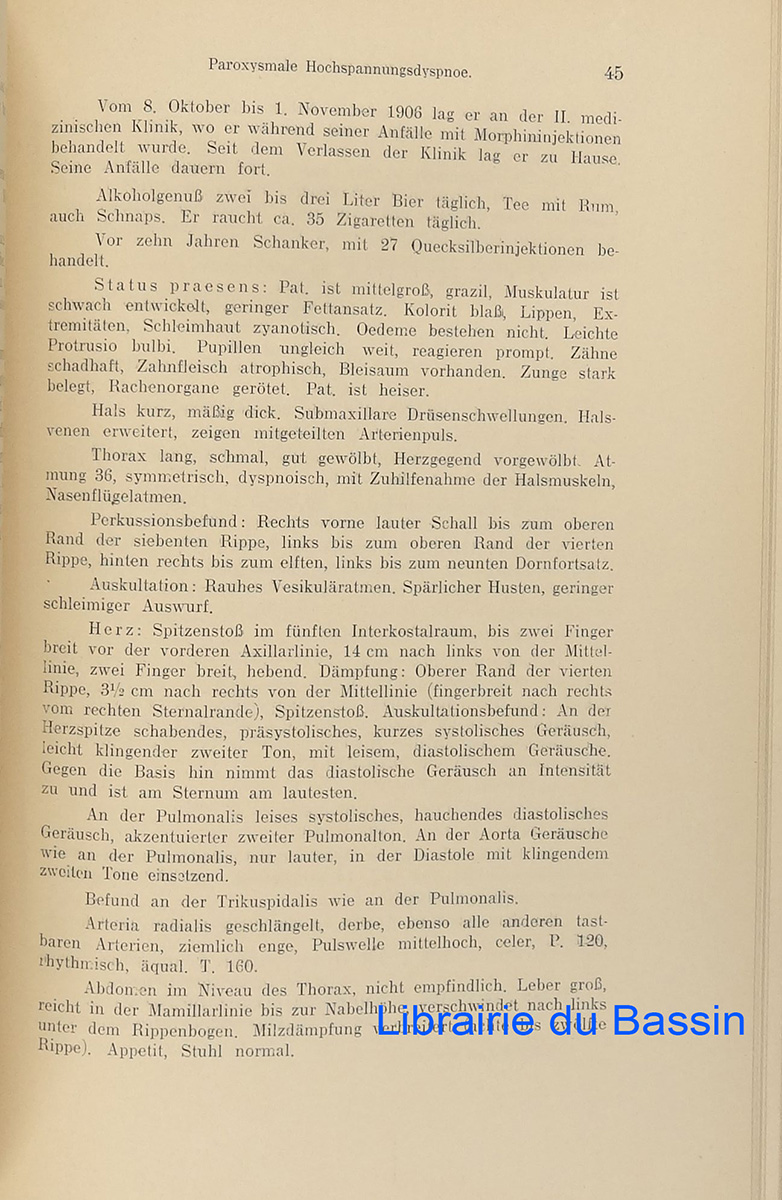 Paroxysmale Hochspannungsdyspnoe. 45
Vom 8. Oktober bis 1. November 1906 lag er an der II. medi-
zinischen Klinik, wo er während seiner Anfälle mit Morphininjektionen
behandelt wurde. Seit dem Verlassen der Klinik lag er zu Hause.
Seine Anfälle dauern fort.
Alkoholgenuß zwei bis drei Liter Bier täglich, Tee mit Rum,
auch Schnaps. Er raucht ca. 35 Zigaretten täglich.
Vor zehn Jahren Schanker, mit 27 Quecksilberinjektionen be-
handelt.
Status praesens: Pat. ist mittelgroß, grazil, Muskulatur ist
schwach entwickelt, geringer Fettansatz. Kolorit blaß, Lippen, Ex-
tremitäten, Schleimhaut zyanotisch. Oedeme bestehen nicht. Leichte
Protrusio bulbi. Pupillen ungleich weit, reagieren prompt. Zähne
schadhaft, Zahnfleisch atrophisch, Bleisaum vorhanden. Zunge stark
belegt, Rachenorgane gerötet. Pat. ist heiser.
Hals kurz, mäßig dick. Submaxillare Drüsenschwellungen. Hals-
venen erweitert, zeigen mitgeteilten Arterienpuls.
Thorax lang, schmal, gut gewölbt, Herzgegend vorgewölbt. At-
mung 36, symmetrisch, dyspnoisch, mit Zuhilfenahme der Halsmuskeln,
Nasenflügelatmen.
Perkussionsbefund: Rechts vorne lauter Schall bis zum oberen
Rand der siebenten Rippe, links bis zum oberen Rand der vierten
Rippe, hinten rechts bis zum elften, links bis zum neunten Dornfortsatz.
Auskultation: Rauhes Vesikuläratmen. Spärlicher Husten, geringer
schleimiger Auswurf.
Herz: Spitzenstoß im fünften Interkostalraum, bis zwei Finger
breit vor der vorderen Axillarlinie, 14 cm nach links von der Mittel-
linie, zwei Finger breit, hebend. Dämpfung: Oberer Rand der vierten
Rippe, 3½ cm nach rechts von der Mittellinie (fingerbreit nach rechts
vom rechten Sternalrande), Spitzenstoß. Auskultationsbefund: An der
Herzspitze schabendes, präsystolisches, kurzes systolisches Geräusch,
leicht klingender zweiter Ton, mit leisem, diastolischem Geräusche.
Gegen die Basis hin nimmt das diastolische Geräusch an Intensität
zu und ist am Sternum am lautesten.
An der Pulmonalis leises systolisches, hauchendes diastolisches
Geräusch, akzentuierter zweiter Pulmonalton. An der Aorta Geräusche
wie an der Pulmonalis, nur lauter, in der Diastole mit klingendem
zweiten Tone einsetzend.
Befund an der Trikuspidalis wie an der Pulmonalis.
Arteria radialis geschlängelt, derbe, ebenso alle anderen tast-
baren Arterien, ziemlich enge, Pulswelle mittelhoch, celer, P. 120,
rhythmisch, äqual. T. 160.
Abdomen im Niveau des Thorax, nicht empfindlich. Leber groß,
reicht in der Mamillarlinie bis zur Nabelhöhe, verschwindet nach links
unter dem Rippenbogen. Milzdämpfung verbreitert bis zwölfte
Rippe). Appetit, Stuhl normal.
Librairie du Bassin